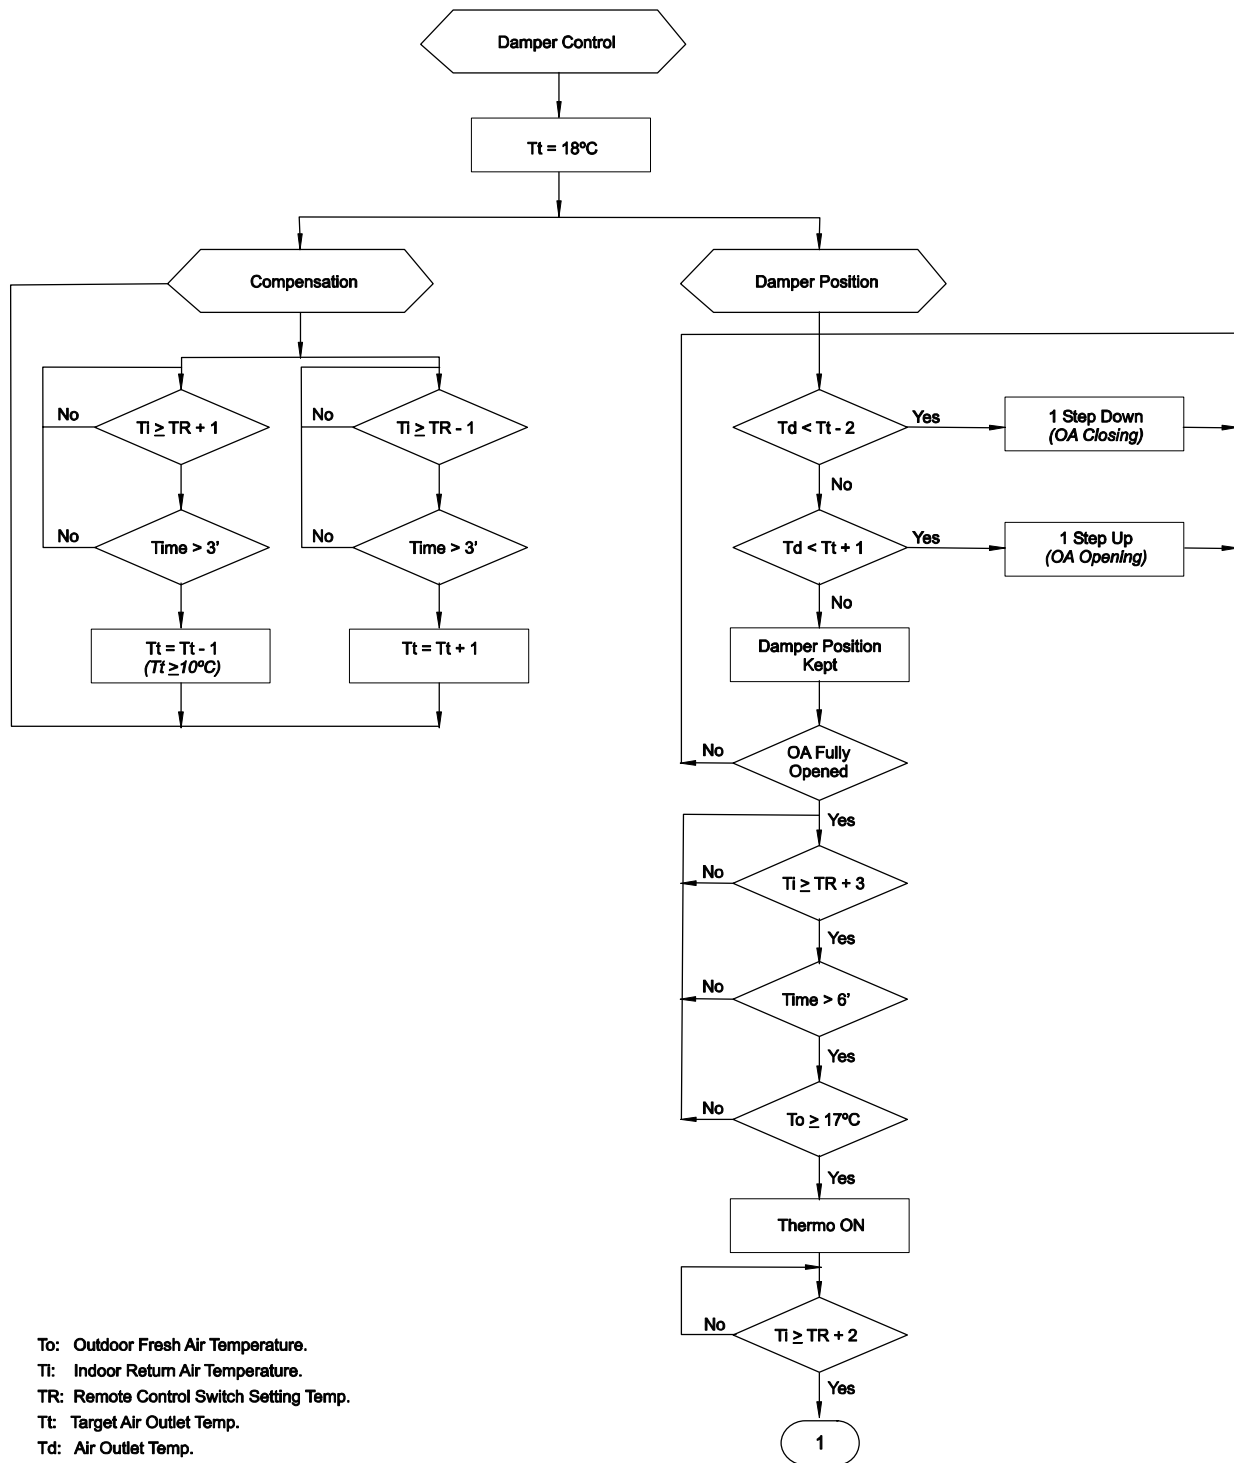 Damper Control
Tt = 18ºC
Compensation
Damper Position
No
Ti ≥ TR + 1
No
Ti ≥ TR - 1
Td < Tt - 2
Yes
1 Step Down
(OA Closing)
No
No
Time > 3’
No
Time > 3’
Td < Tt + 1
Yes
1 Step Up
(OA Opening)
No
Tt = Tt - 1
(Tt ≥10ºC)
Tt = Tt + 1
Damper Position
Kept
No
OA Fully
Opened
Yes
No
Ti ≥ TR + 3
Yes
No
Time > 6’
Yes
No
To ≥ 17ºC
Yes
Thermo ON
No
Ti ≥ TR + 2
Yes
1
To: Outdoor Fresh Air Temperature.
Ti: Indoor Return Air Temperature.
TR: Remote Control Switch Setting Temp.
Tt: Target Air Outlet Temp.
Td: Air Outlet Temp.